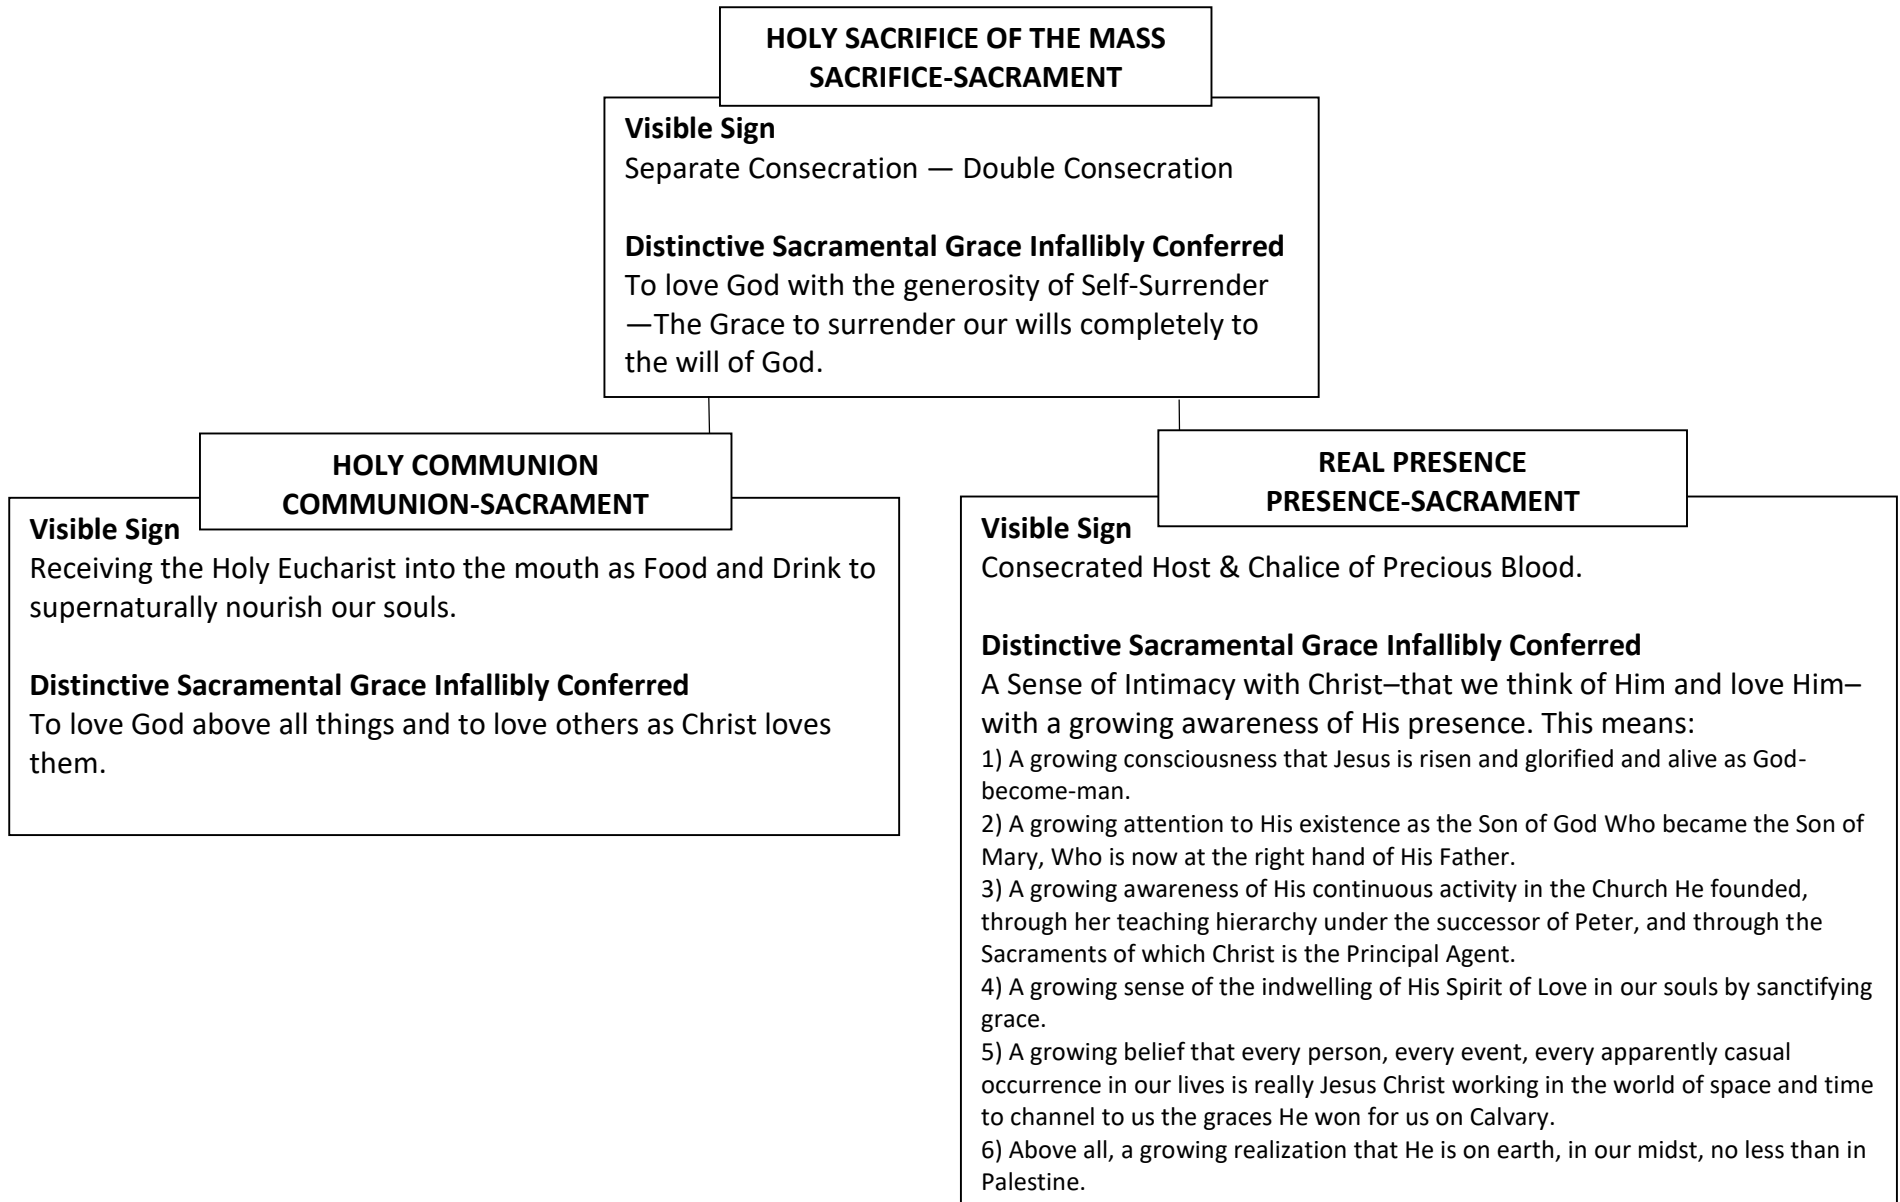 HOLY SACRIFICE OF THE MASS
SACRIFICE-SACRAMENT
Visible Sign
Separate Consecration — Double Consecration
Distinctive Sacramental Grace Infallibly Conferred
To love God with the generosity of Self-Surrender
—The Grace to surrender our wills completely to
the will of God.
HOLY COMMUNION
COMMUNION-SACRAMENT
Visible Sign
Receiving the Holy Eucharist into the mouth as Food and Drink to
supernaturally nourish our souls.
Distinctive Sacramental Grace Infallibly Conferred
To love God above all things and to love others as Christ loves
them.
REAL PRESENCE
PRESENCE-SACRAMENT
Visible Sign
Consecrated Host & Chalice of Precious Blood.
Distinctive Sacramental Grace Infallibly Conferred
A Sense of Intimacy with Christ–that we think of Him and love Him–
with a growing awareness of His presence. This means:
1) A growing consciousness that Jesus is risen and glorified and alive as God-
become-man.
2) A growing attention to His existence as the Son of God Who became the Son of
Mary, Who is now at the right hand of His Father.
3) A growing awareness of His continuous activity in the Church He founded,
through her teaching hierarchy under the successor of Peter, and through the
Sacraments of which Christ is the Principal Agent.
4) A growing sense of the indwelling of His Spirit of Love in our souls by sanctifying
grace.
5) A growing belief that every person, every event, every apparently casual
occurrence in our lives is really Jesus Christ working in the world of space and time
to channel to us the graces He won for us on Calvary.
6) Above all, a growing realization that He is on earth, in our midst, no less than in
Palestine.